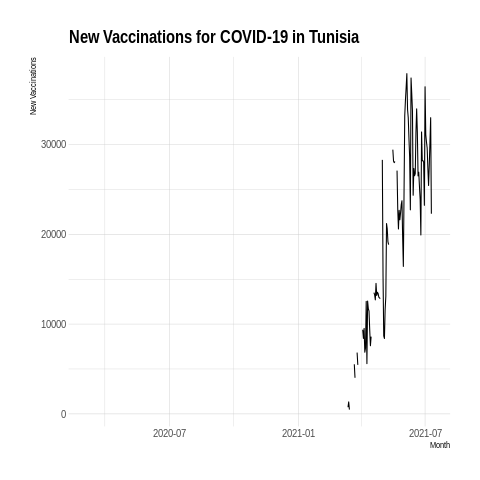 New Vaccinations for COVID-19 in Tunisia
New Vaccinations
30000
20000
10000
0
2020-07 2021-01 2021-07
Month